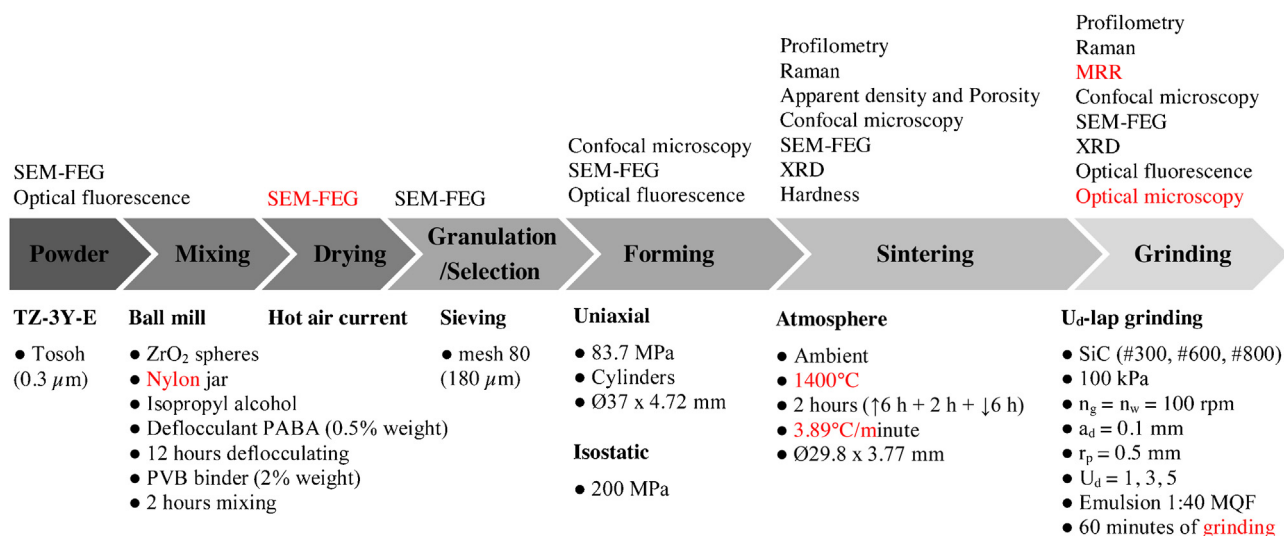 SEM-FEG
Optical fluorescence
SEM-FEG
SEM-FEG
Confocal microscopy
SEM-FEG
Optical fluorescence
Profilometry
Raman
Apparent density and Porosity
Confocal microscopy
SEM-FEG
XRD
Hardness
Profilometry
Raman
MRR
Confocal microscopy
SEM-FEG
XRD
Optical fluorescence
Optical microscopy
Powder
Mixing
Drying
Granulation
/Selection
Forming
Sintering
Grinding
TZ-3Y-E
● Tosoh
(0.3 µm)
Ball mill
● ZrO₂ spheres
● Nylon jar
● Isopropyl alcohol
● Deflocculant PABA (0.5% weight)
● 12 hours deflocculating
● PVB binder (2% weight)
● 2 hours mixing
Hot air current
Sieving
● mesh 80
(180 µm)
Uniaxial
● 83.7 MPa
● Cylinders
● Ø37 x 4.72 mm
Isostatic
● 200 MPa
Atmosphere
● Ambient
● 1400°C
● 2 hours (↑6 h + 2 h + ↓6 h)
● 3.89°C/minute
● Ø29.8 x 3.77 mm
U_d-lap grinding
● SiC (#300, #600, #800)
● 100 kPa
● n_g = n_w = 100 rpm
● a_d = 0.1 mm
● r_p = 0.5 mm
● U_d = 1, 3, 5
● Emulsion 1:40 MQF
● 60 minutes of grinding